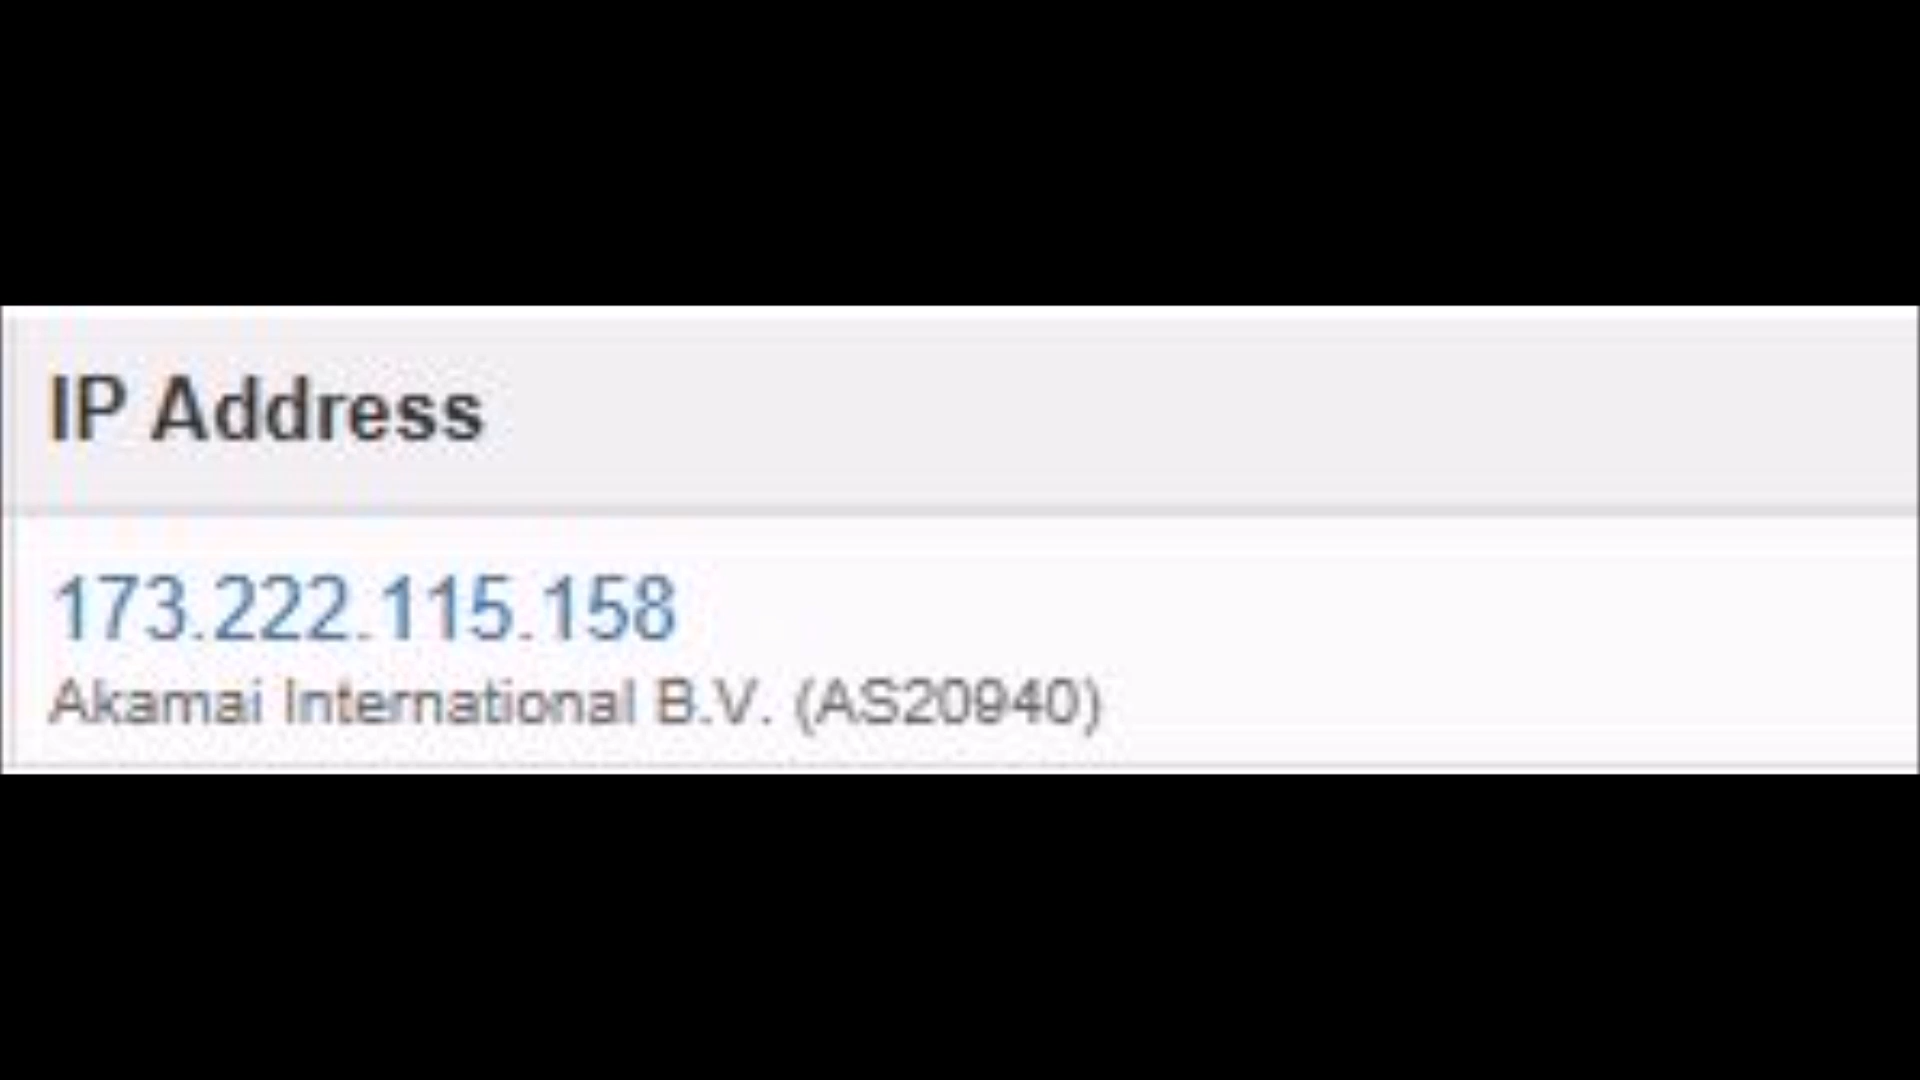 IP Address
173.222.115.158
Akamai International B.V. (AS20940)